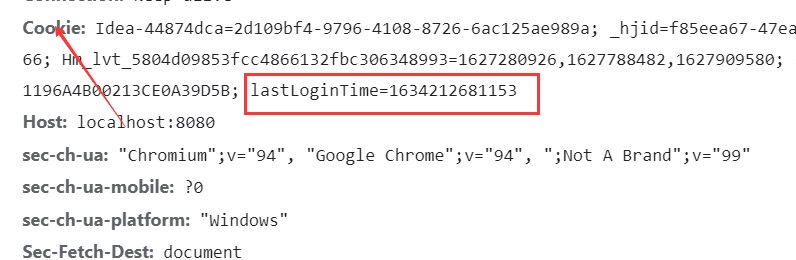 Cookie: Idea-44874dca=2d109bf4-9796-4108-8726-6ac125ae989a; _hjid=f85eea67-47ea
66; Hm_lvt_5804d09853fcc4866132fbc306348993=1627280926,1627788482,1627909580;
1196A4B00213CE0A39D5B; lastLoginTime=1634212681153
Host: localhost:8080
sec-ch-ua: "Chromium";v="94", "Google Chrome";v="94", ";Not A Brand";v="99"
sec-ch-ua-mobile: ?0
sec-ch-ua-platform: "Windows"
Sec-Fetch-Dest: document